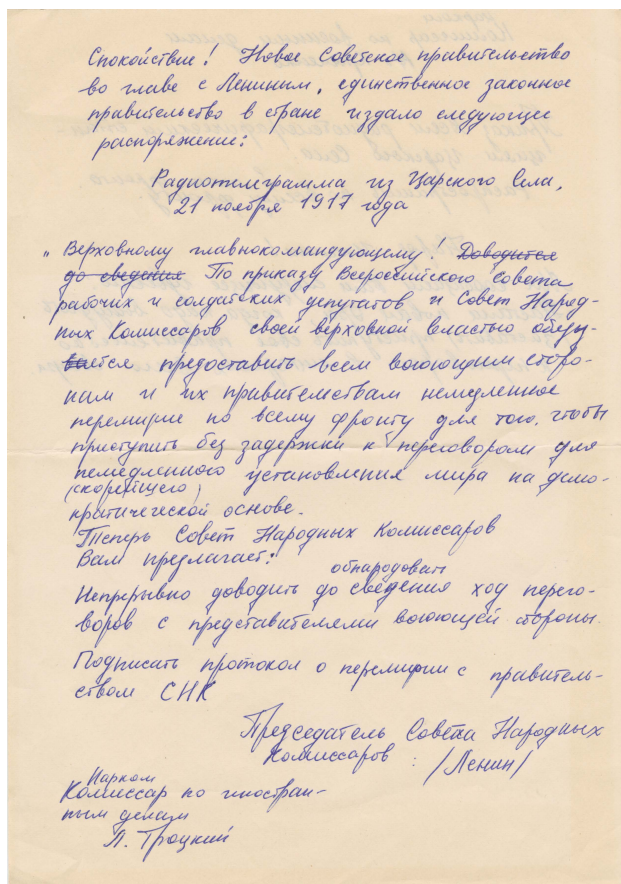 Спокойствие! Новое Советское правительство
во главе с Лениным, единственное законное
правительство в стране издало следующее
распоряжение:
Радиотелеграмма из Царского Села,
21 ноября 1917 года
„Верховному главнокомандующему! Доводится
до сведения По приказу Всероссийского Совета
рабочих и солдатских депутатов и Совет Народ-
ных Комиссаров своей верховной властью обязу-
вается предоставить всем воюющим сторо-
нам и их правительствам немедленное
перемирие по всему фронту для того, чтобы
приступить без задержки к переговорам для
немедленного установления мира на демо-
(скорейшего)
кратической основе.
Теперь Совет Народных Комиссаров
Вам предлагает:
обнародовать
Непрерывно доводить до сведения ход перего-
воров с представителями воюющей стороны.
Подписать протокол о перемирии с правитель-
ством СНК
Председатель Совета Народных
Комиссаров: /Ленин/
Нарком
Комиссар по иностран-
ным делам
Л. Троцкий